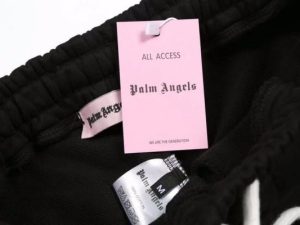 ALL ACCESS
Palm Angels
WE ARE THE GENERATION
Palm Angels
Palm Angels
M